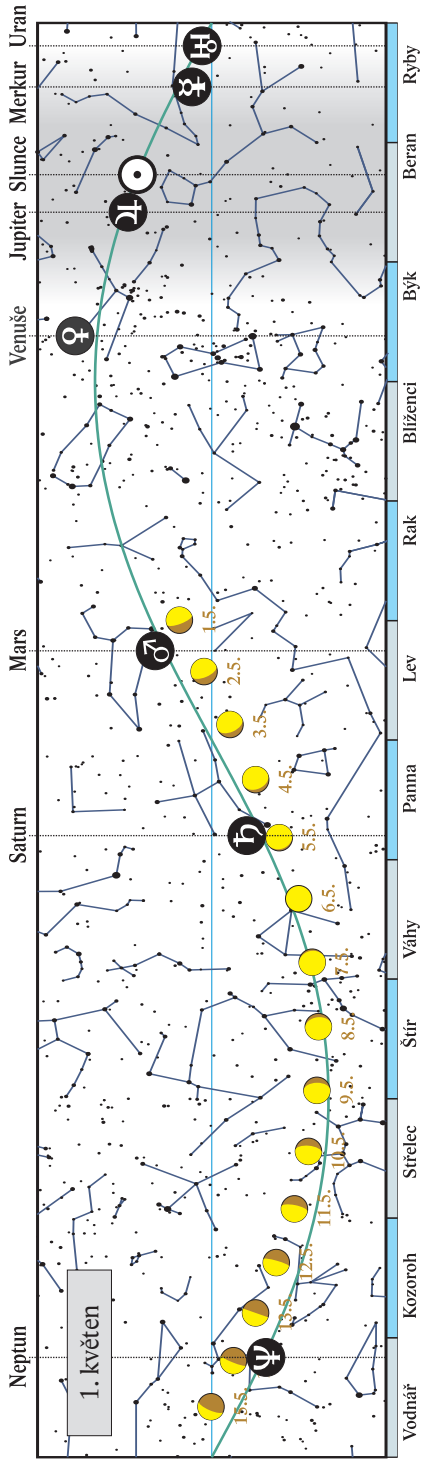 Neptun Saturn Mars Venuše Jupiter Slunce Merkur Uran
1. květen
15.5. 13.5. 12.5. 11.5. 10.5. 9.5. 8.5. 7.5. 6.5. 5.5. 4.5. 3.5. 2.5. 1.5.
Vodnář Kozoroh Střelec Štír Váhy Panna Lev Rak Blíženci Býk Beran Ryby